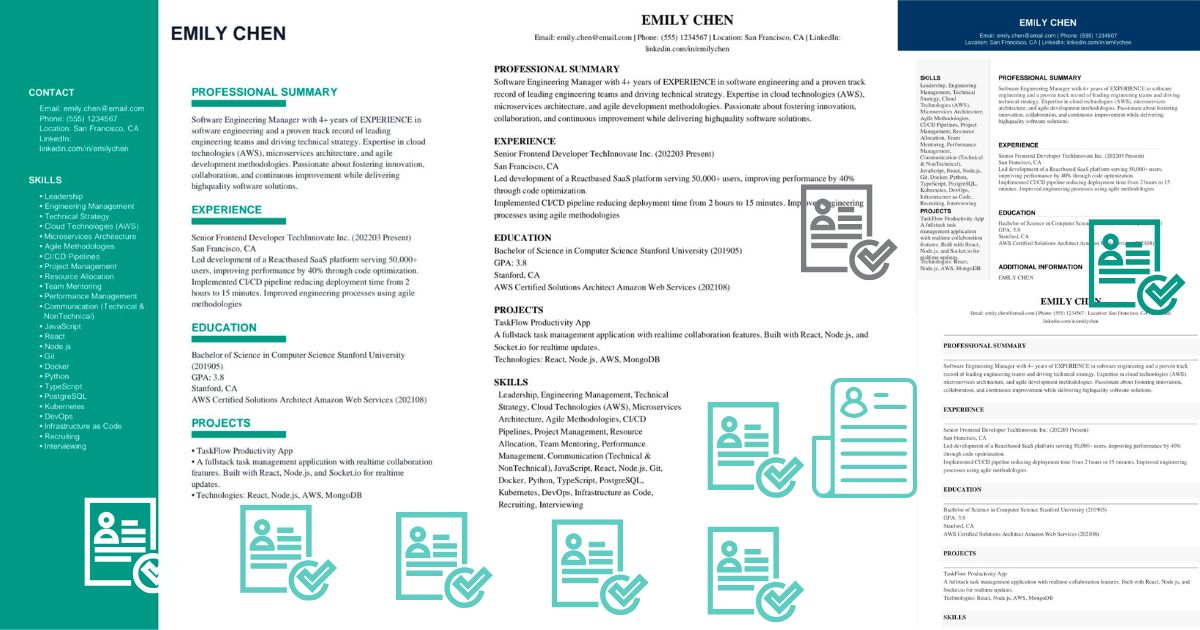 CONTACT
Email: emily.chen@email.com
Phone: (555) 1234567
Location: San Francisco, CA
LinkedIn:
linkedin.com/in/emilychen
SKILLS
• Leadership
• Engineering Management
• Technical Strategy
• Cloud Technologies (AWS)
• Microservices Architecture
• Agile Methodologies
• CI/CD Pipelines
• Project Management
• Resource Allocation
• Team Mentoring
• Performance Management
• Communication (Technical &
NonTechnical)
• JavaScript
• React
• Node.js
• Git
• Docker
• Python
• TypeScript
• PostgreSQL
• Kubernetes
• DevOps
• Infrastructure as Code
• Recruiting
• Interviewing
EMILY CHEN
PROFESSIONAL SUMMARY
Software Engineering Manager with 4+ years of EXPERIENCE in
software engineering and a proven track record of leading
engineering teams and driving technical strategy. Expertise in cloud
technologies (AWS), microservices architecture, and agile
development methodologies. Passionate about fostering innovation,
collaboration, and continuous improvement while delivering
highquality software solutions.
EXPERIENCE
Senior Frontend Developer TechInnovate Inc. (202203 Present)
San Francisco, CA
Led development of a Reactbased SaaS platform serving 50,000+
users, improving performance by 40% through code optimization.
Implemented CI/CD pipeline reducing deployment time from 2
hours to 15 minutes. Improved engineering processes using agile
methodologies
EDUCATION
Bachelor of Science in Computer Science Stanford University
(201905)
GPA: 3.8
Stanford, CA
AWS Certified Solutions Architect Amazon Web Services (202108)
PROJECTS
• TaskFlow Productivity App
• A fullstack task management application with realtime collaboration
features. Built with React, Node.js, and Socket.io for realtime
updates.
• Technologies: React, Node.js, AWS, MongoDB
EMILY CHEN
Email: emily.chen@email.com | Phone: (555) 1234567 | Location: San Francisco, CA | LinkedIn:
linkedin.com/in/emilychen
PROFESSIONAL SUMMARY
Software Engineering Manager with 4+ years of EXPERIENCE in software engineering and a proven track
record of leading engineering teams and driving technical strategy. Expertise in cloud technologies (AWS),
microservices architecture, and agile development methodologies. Passionate about fostering innovation,
collaboration, and continuous improvement while delivering highquality software solutions.
EXPERIENCE
Senior Frontend Developer TechInnovate Inc. (202203 Present)
San Francisco, CA
Led development of a Reactbased SaaS platform serving 50,000+ users, improving performance by 40%
through code optimization.
Implemented CI/CD pipeline reducing deployment time from 2 hours to 15 minutes. Improved engineering
processes using agile methodologies
EDUCATION
Bachelor of Science in Computer Science Stanford University (201905)
GPA: 3.8
Stanford, CA
AWS Certified Solutions Architect Amazon Web Services (202108)
PROJECTS
TaskFlow Productivity App
A fullstack task management application with realtime collaboration features. Built with React, Node.js, and
Socket.io for realtime updates.
Technologies: React, Node.js, AWS, MongoDB
SKILLS
Leadership, Engineering Management, Technical
Strategy, Cloud Technologies (AWS), Microservices
Architecture, Agile Methodologies, CI/CD
Pipelines, Project Management, Resource
Allocation, Team Mentoring, Performance
Management, Communication (Technical &
NonTechnical), JavaScript, React, Node.js, Git,
Docker, Python, TypeScript, PostgreSQL,
Kubernetes, DevOps, Infrastructure as Code,
Recruiting, Interviewing
EMILY CHEN
Email: emily.chen@email.com | Phone: (555) 1234567
Location: San Francisco, CA | LinkedIn: linkedin.com/in/emilychen
SKILLS
Leadership, Engineering
Management, Technical
Strategy, Cloud
Technologies (AWS),
Microservices Architecture,
Agile Methodologies,
CI/CD Pipelines, Project
Management, Resource
Allocation, Team
Mentoring, Performance
Management,
Communication (Technical
& NonTechnical),
JavaScript, React, Node.js,
Git, Docker, Python,
TypeScript, PostgreSQL,
Kubernetes, DevOps,
Infrastructure as Code,
Recruiting, Interviewing
PROJECTS
TaskFlow Productivity App
A fullstack task
management application
with realtime collaboration
features. Built with React,
Node.js, and Socket.io for
realtime updates.
Technologies: React,
Node.js, AWS, MongoDB
PROFESSIONAL SUMMARY
Software Engineering Manager with 4+ years of EXPERIENCE in software
engineering and a proven track record of leading engineering teams and driving
technical strategy. Expertise in cloud technologies (AWS), microservices
architecture, and agile development methodologies. Passionate about fostering
innovation, collaboration, and continuous improvement while delivering
highquality software solutions.
EXPERIENCE
Senior Frontend Developer TechInnovate Inc. (202203 Present)
San Francisco, CA
Led development of a Reactbased SaaS platform serving 50,000+ users,
improving performance by 40% through code optimization.
Implemented CI/CD pipeline reducing deployment time from 2 hours to 15
minutes. Improved engineering processes using agile methodologies
EDUCATION
Bachelor of Science in Computer Science
GPA: 3.8
Stanford, CA
AWS Certified Solutions Architect
ADDITIONAL INFORMATION
EMILY CHEN
EMILY CHEN
Email: emily.chen@email.com | Phone: (555) 1234567 | Location: San Francisco, CA | LinkedIn:
linkedin.com/in/emilychen
PROFESSIONAL SUMMARY
Software Engineering Manager with 4+ years of EXPERIENCE in software engineering and a proven track
record of leading engineering teams and driving technical strategy. Expertise in cloud technologies (AWS),
microservices architecture, and agile development methodologies. Passionate about fostering innovation,
collaboration, and continuous improvement while delivering highquality software solutions.
EXPERIENCE
Senior Frontend Developer TechInnovate Inc. (202203 Present)
San Francisco, CA
Led development of a Reactbased SaaS platform serving 50,000+ users, improving performance by 40%
through code optimization.
Implemented CI/CD pipeline reducing deployment time from 2 hours to 15 minutes. Improved engineering
processes using agile methodologies
EDUCATION
Bachelor of Science in Computer Science Stanford University (201905)
GPA: 3.8
Stanford, CA
AWS Certified Solutions Architect Amazon Web Services (202108)
PROJECTS
TaskFlow Productivity App
A fullstack task management application with realtime collaboration features. Built with React, Node.js, and
Socket.io for realtime updates.
Technologies: React, Node.js, AWS, MongoDB
SKILLS